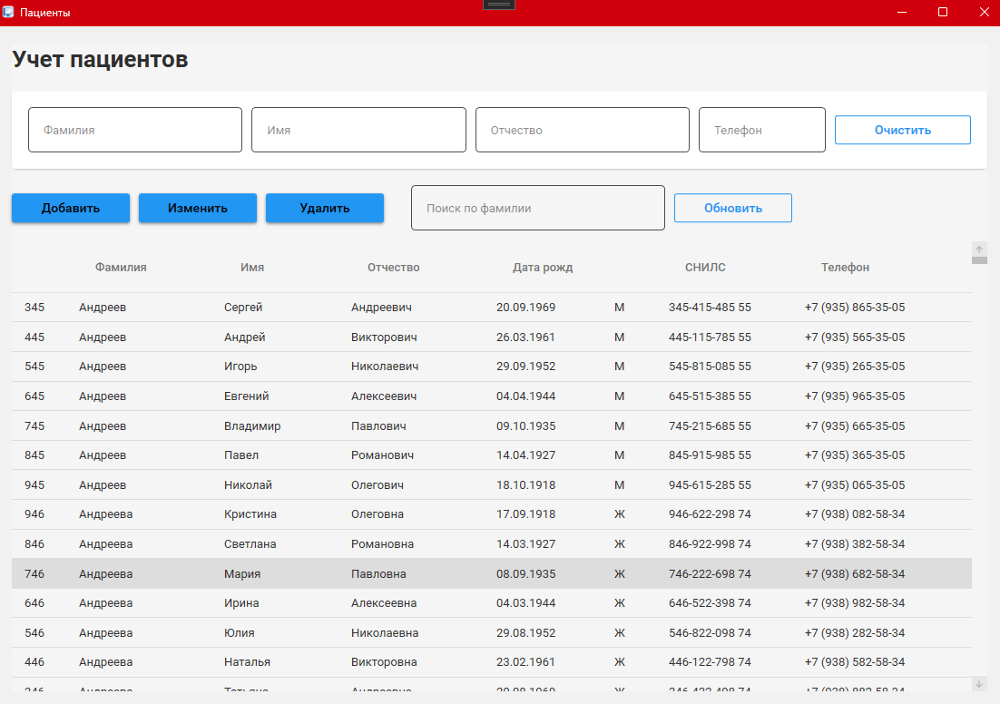 Пациенты
Учет пациентов
Фамилия Имя Отчество Телефон Очистить
Добавить Изменить Удалить Поиск по фамилии Обновить
Фамилия Имя Отчество Дата рожд СНИЛС Телефон
345 Андреев Сергей Андреевич 20.09.1969 М 345-415-485 55 +7 (935) 865-35-05
445 Андреев Андрей Викторович 26.03.1961 М 445-115-785 55 +7 (935) 565-35-05
545 Андреев Игорь Николаевич 29.09.1952 М 545-815-085 55 +7 (935) 265-35-05
645 Андреев Евгений Алексеевич 04.04.1944 М 645-515-385 55 +7 (935) 965-35-05
745 Андреев Владимир Павлович 09.10.1935 М 745-215-685 55 +7 (935) 665-35-05
845 Андреев Павел Романович 14.04.1927 М 845-915-985 55 +7 (935) 365-35-05
945 Андреев Николай Олегович 18.10.1918 М 945-615-285 55 +7 (935) 065-35-05
946 Андреева Кристина Олеговна 17.09.1918 Ж 946-622-298 74 +7 (938) 082-58-34
846 Андреева Светлана Романовна 14.03.1927 Ж 846-922-998 74 +7 (938) 382-58-34
746 Андреева Мария Павловна 08.09.1935 Ж 746-222-698 74 +7 (938) 682-58-34
646 Андреева Ирина Алексеевна 04.03.1944 Ж 646-522-398 74 +7 (938) 982-58-34
546 Андреева Юлия Николаевна 29.08.1952 Ж 546-822-098 74 +7 (938) 282-58-34
446 Андреева Наталья Викторовна 23.02.1961 Ж 446-122-798 74 +7 (938) 582-58-34